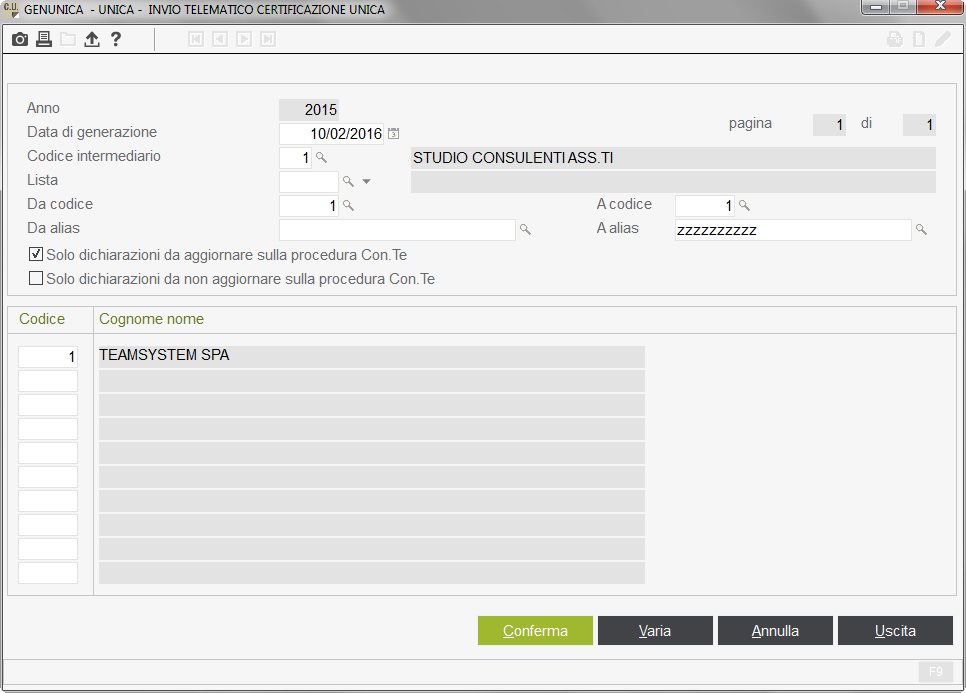 C.U. GENUNICA - UNICA - INVIO TELEMATICO CERTIFICAZIONE UNICA
?
Anno 2015
Data di generazione 10/02/2016 pagina 1 di 1
Codice intermediario 1 STUDIO CONSULENTI ASS.TI
Lista
Da codice 1 A codice 1
Da alias A alias zzzzzzzzzz
Solo dichiarazioni da aggiornare sulla procedura Con.Te
Solo dichiarazioni da non aggiornare sulla procedura Con.Te
Codice Cognome nome
1 TEAMSYSTEM SPA
Conferma Varia Annulla Uscita
F9